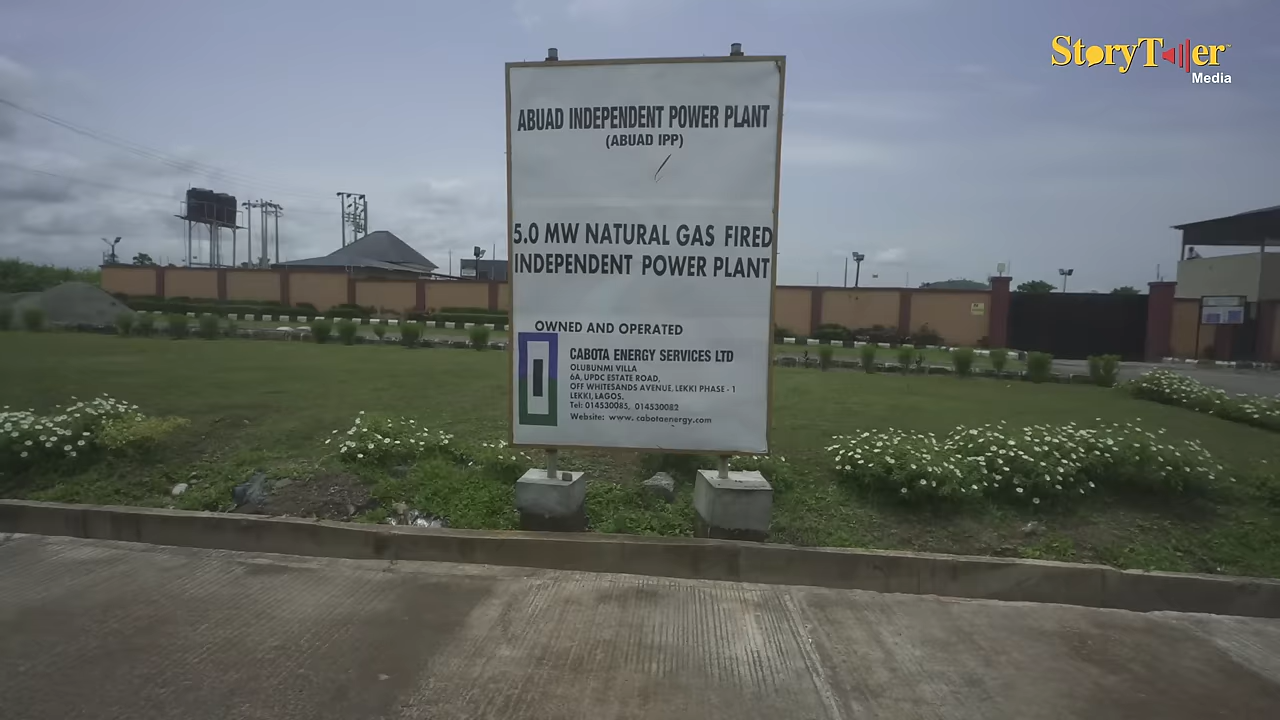 StoryTeller
Media
ABUAD INDEPENDENT POWER PLANT
(ABUAD IPP)
5.0 MW NATURAL GAS FIRED
INDEPENDENT POWER PLANT
OWNED AND OPERATED
CABOTA ENERGY SERVICES LTD
OLUBUNMI VILLA
6A, UPDC ESTATE ROAD,
OFF WHITESANDS AVENUE, LEKKI PHASE - 1
LEKKI, LAGOS.
Tel: 014530085, 014530082
Website: www. cabotaenergy.com